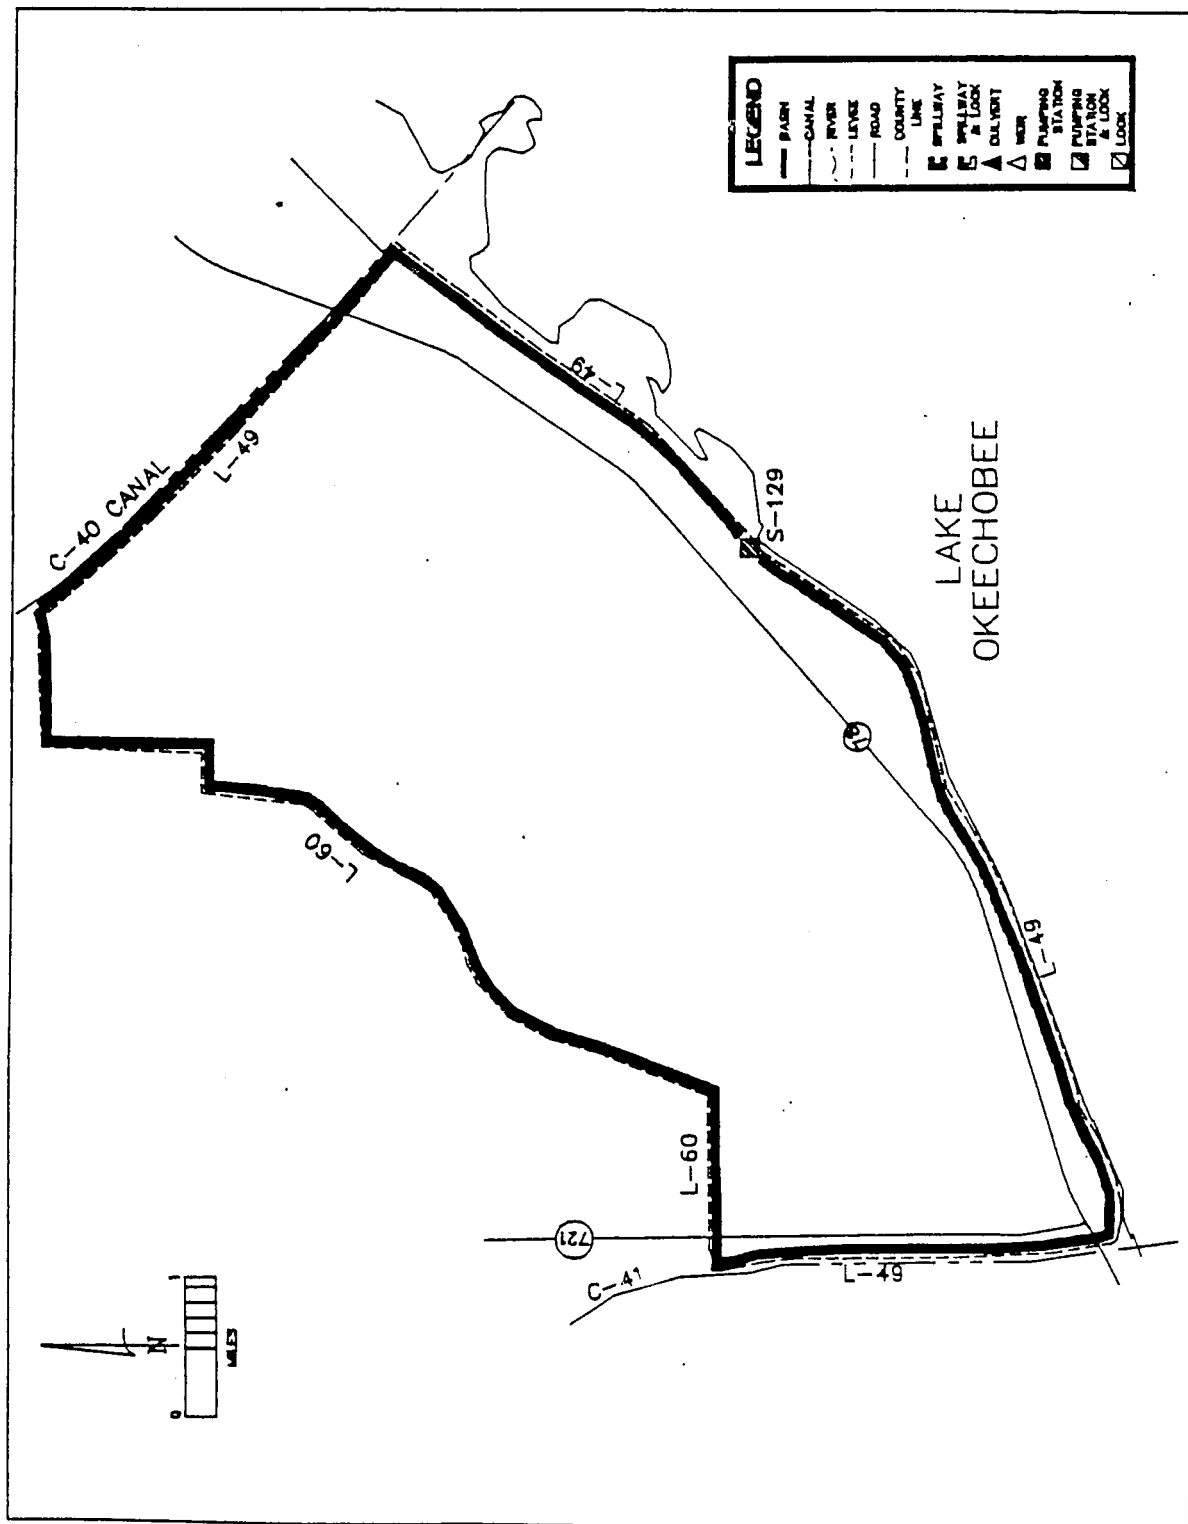 LEGEND
BASIN
CANAL
RIVER
LEVEE
ROAD
COUNTY
LINE
SPILLWAY
SPILLWAY
& LOCK
CULVERT
WEIR
PUMPING
STATION
PUMPING
STATION
& LOCK
LOCK
C-40 CANAL
L-49
L-49
S-129
LAKE
OKEECHOBEE
78
L-60
L-49
L-60
721
C-41
L-49
N
0 1
MILES